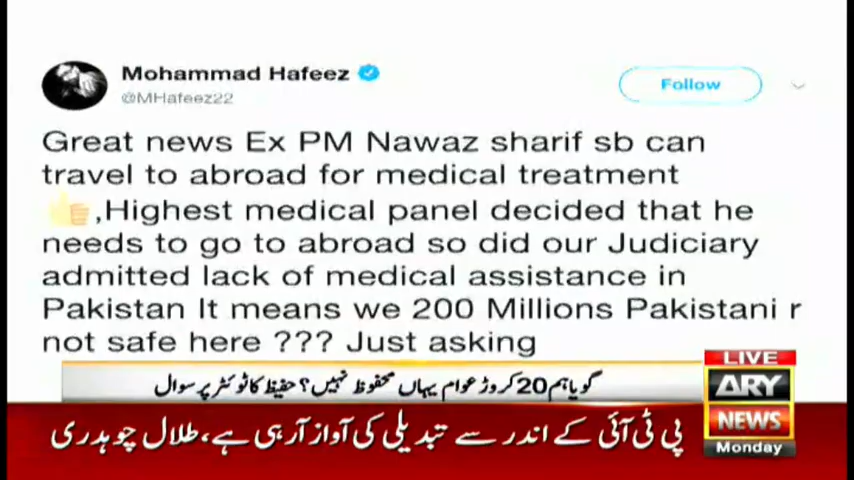 Mohammad Hafeez
@MHafeez22
Follow
Great news Ex PM Nawaz sharif sb can
travel to abroad for medical treatment
👍,Highest medical panel decided that he
needs to go to abroad so did our Judiciary
admitted lack of medical assistance in
Pakistan It means we 200 Millions Pakistani r
not safe here ??? Just asking
گویا ہم 20 کروڑ عوام یہاں محفوظ نہیں؟ حفیظ کا ٹوئٹر پر سوال
پی ٹی آئی کے اندر سے تبدیلی کی آواز آرہی ہے، طلال چوہدری
LIVE
ARY
NEWS
Monday